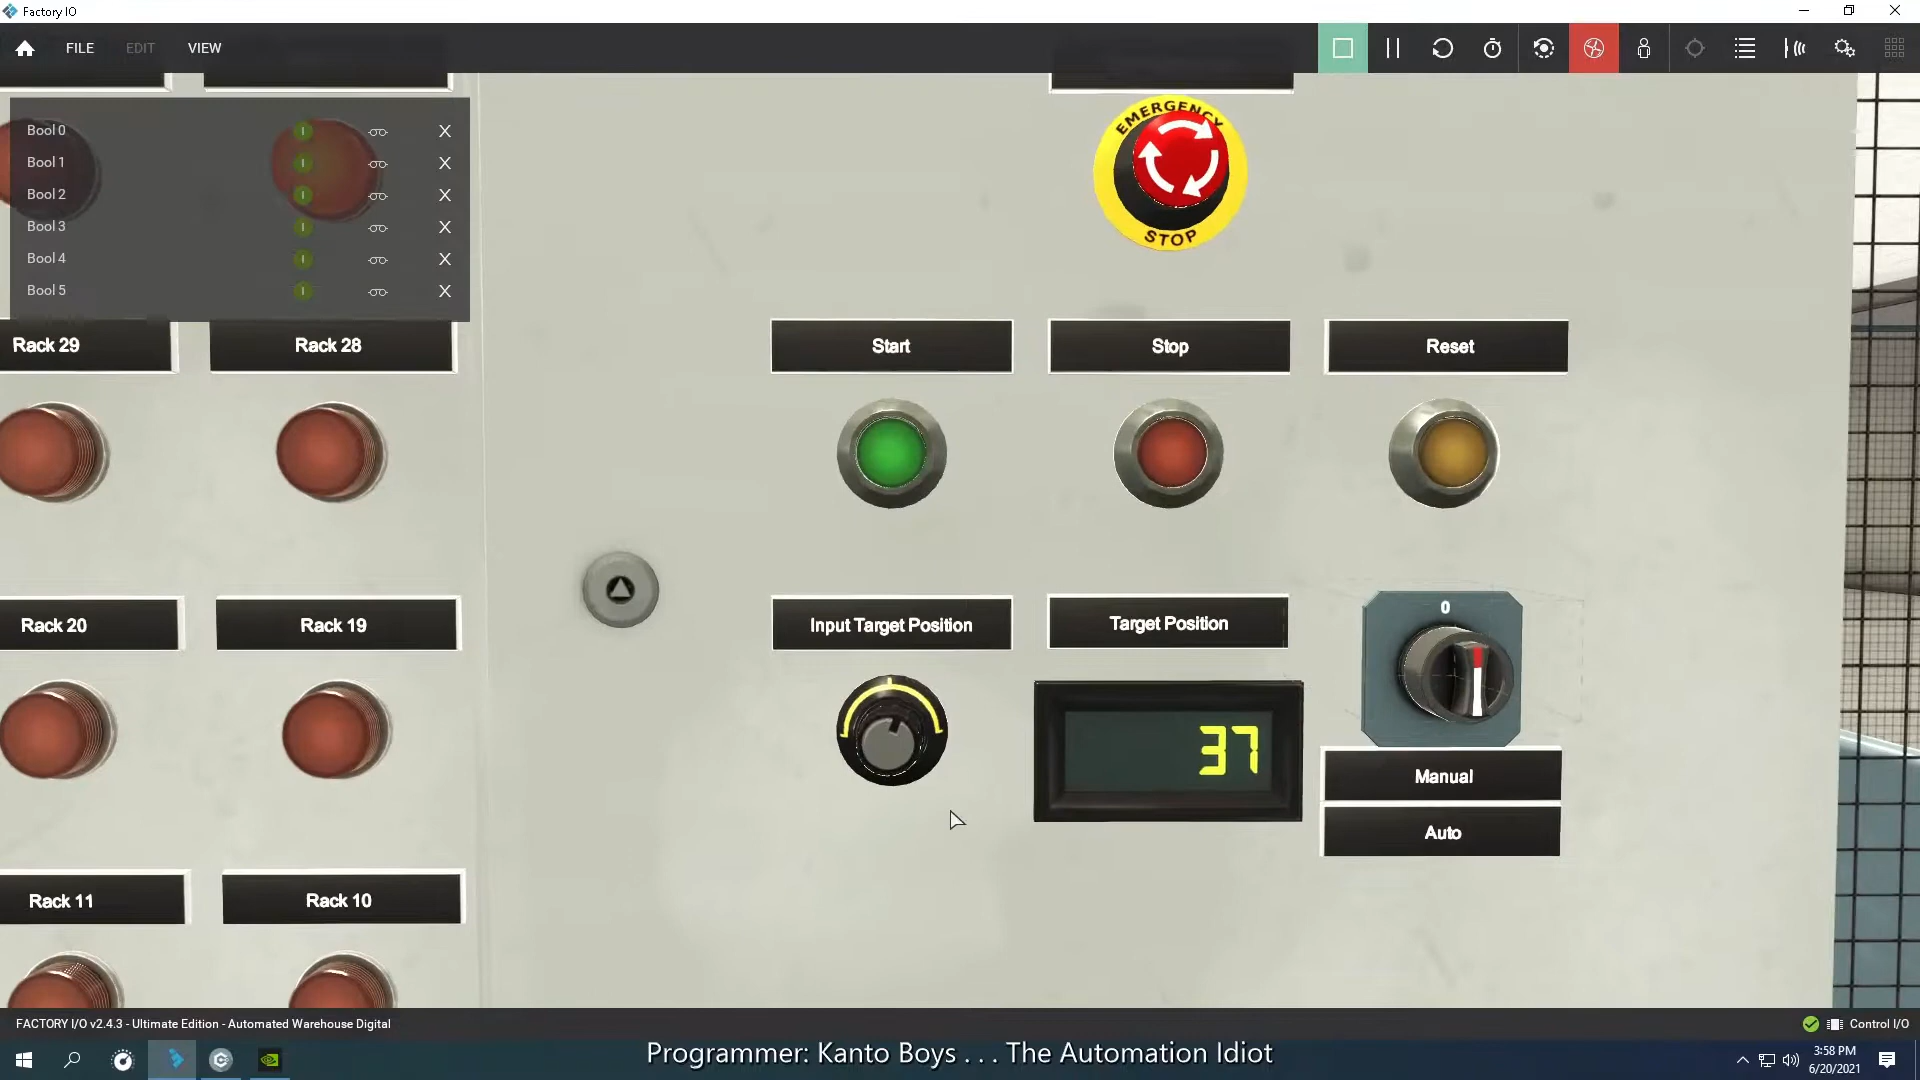 Factory IO
FILE EDIT VIEW
Bool 0 X
Bool 1 X
Bool 2 X
Bool 3 X
Bool 4 X
Bool 5 X
EMERGENCY
STOP
Rack 29 Rack 28
Start Stop Reset
Rack 20 Rack 19
Input Target Position Target Position 0
37
Manual
Auto
Rack 11 Rack 10
FACTORY I/O v2.4.3 - Ultimate Edition - Automated Warehouse Digital Control I/O
Programmer: Kanto Boys . . . The Automation Idiot
3:58 PM
6/20/2021